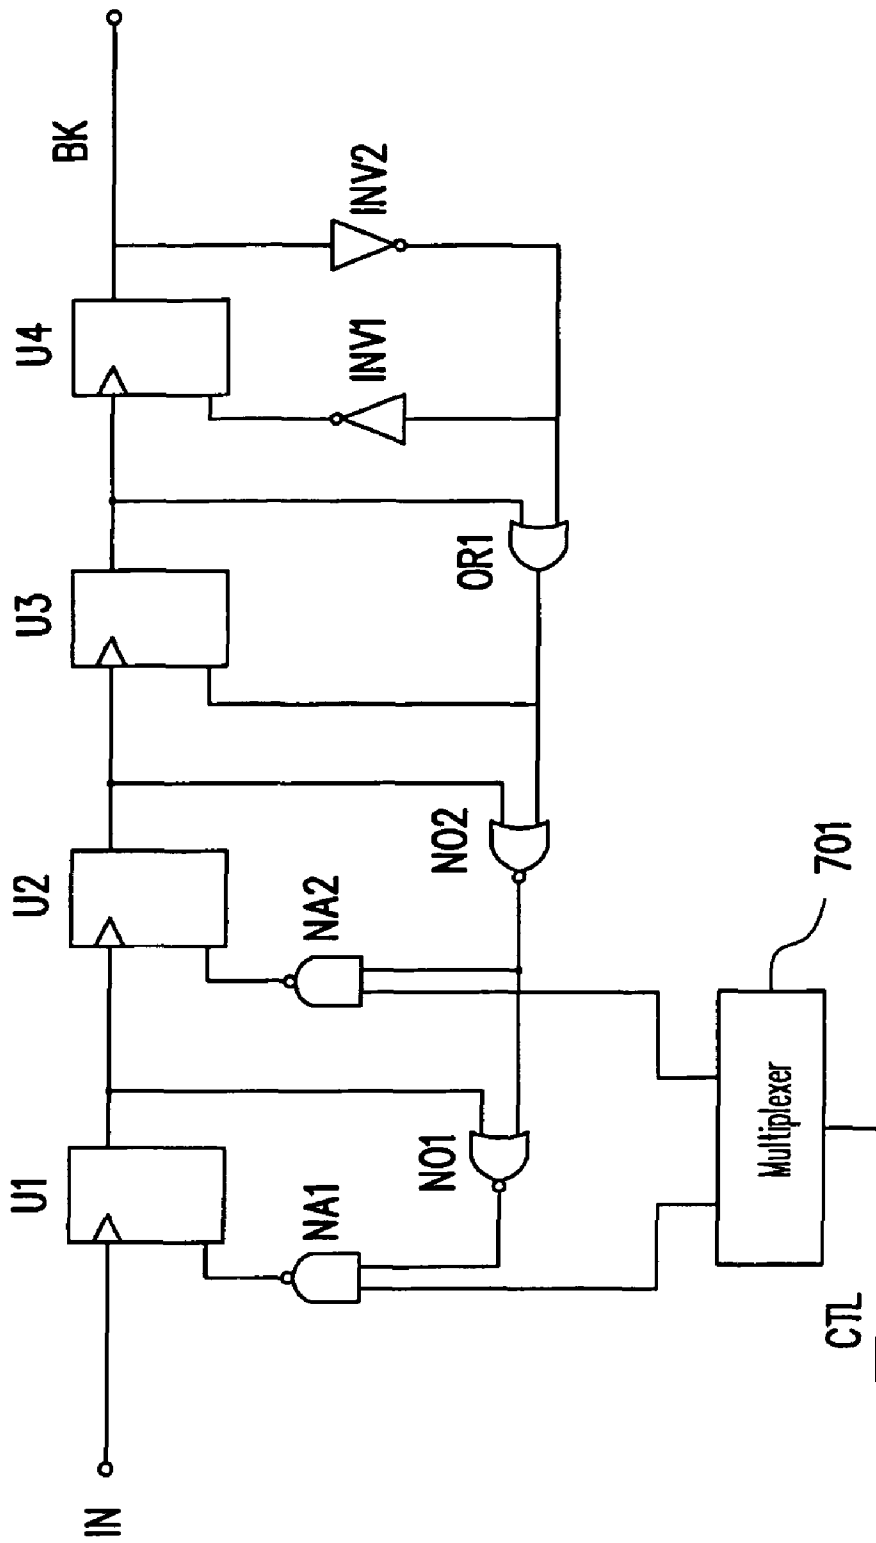 IN
BK
U1
U2
U3
U4
NA1
NO1
NA2
NO2
OR1
INV1
INV2
CTL
Multiplexer
701